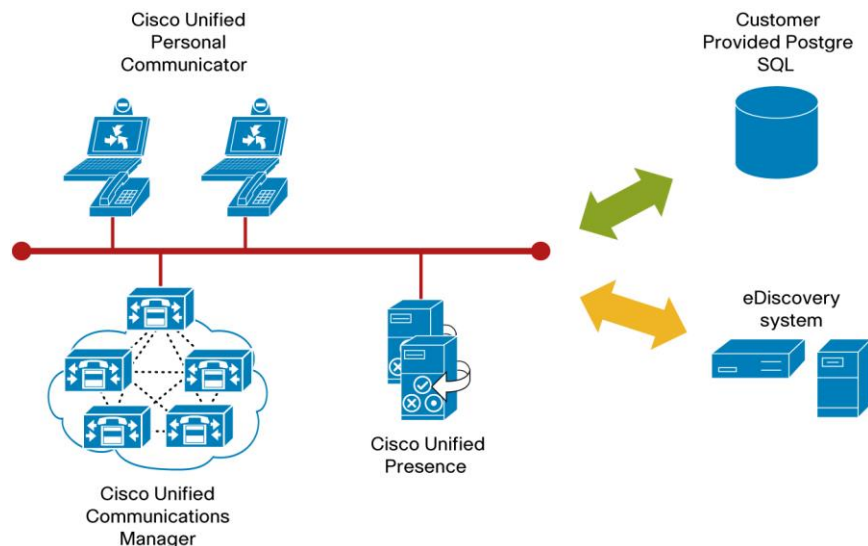 Cisco Unified
Personal
Communicator
Customer
Provided Postgre
SQL
eDiscovery
system
Cisco Unified
Presence
Cisco Unified
Communications
Manager